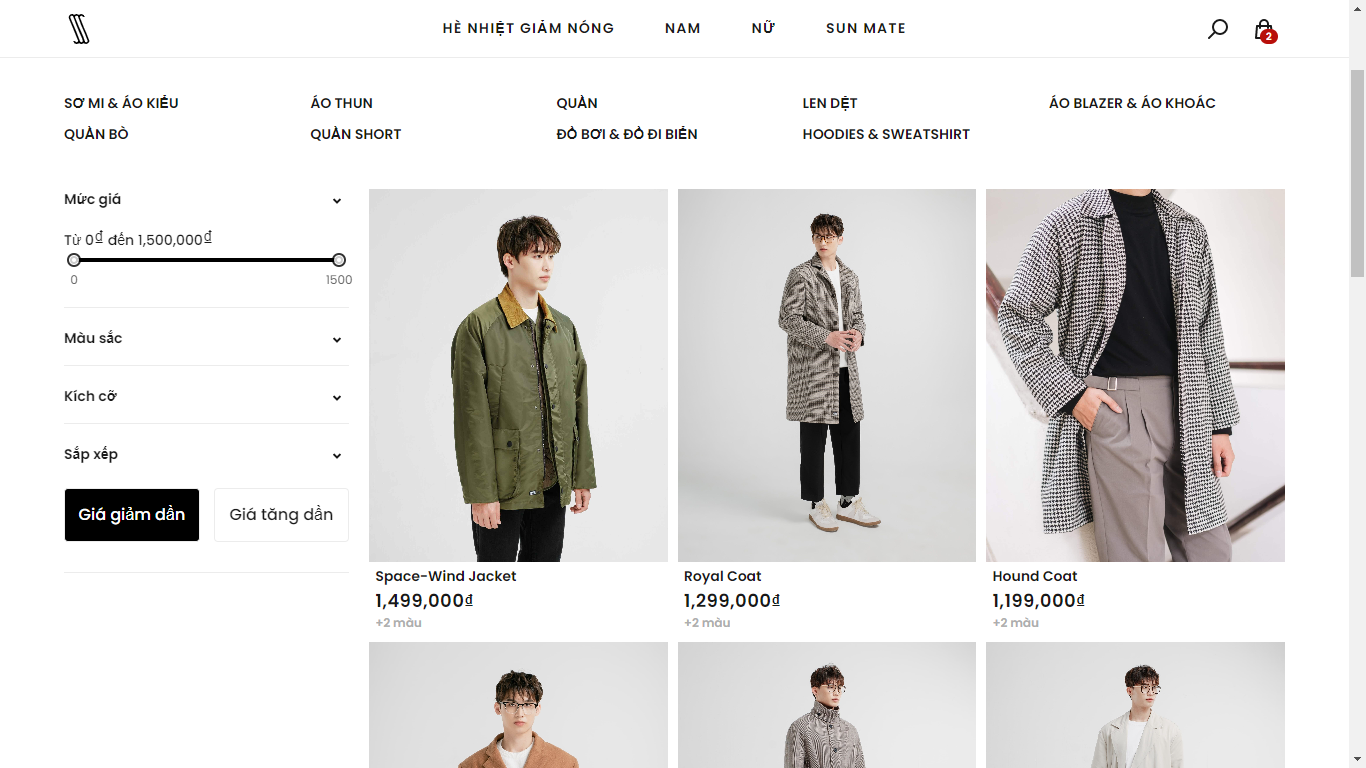 HÈ NHIỆT GIẢM NÓNG NAM NỮ SUN MATE
2
SƠ MI & ÁO KIỂU ÁO THUN QUẦN LEN DỆT ÁO BLAZER & ÁO KHOÁC
QUẦN BÒ QUẦN SHORT ĐỒ BƠI & ĐỒ ĐI BIỂN HOODIES & SWEATSHIRT
Mức giá
Từ 0₫ đến 1,500,000₫
0 1500
Màu sắc
Kích cỡ
Sắp xếp
Giá giảm dần Giá tăng dần
Space-Wind Jacket Royal Coat Hound Coat
1,499,000₫ 1,299,000₫ 1,199,000₫
+2 màu +2 màu +2 màu